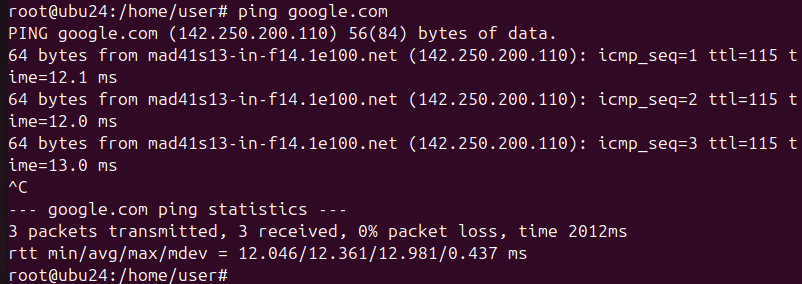 root@ubu24:/home/user# ping google.com
PING google.com (142.250.200.110) 56(84) bytes of data.
64 bytes from mad41s13-in-f14.1e100.net (142.250.200.110): icmp_seq=1 ttl=115 t
ime=12.1 ms
64 bytes from mad41s13-in-f14.1e100.net (142.250.200.110): icmp_seq=2 ttl=115 t
ime=12.0 ms
64 bytes from mad41s13-in-f14.1e100.net (142.250.200.110): icmp_seq=3 ttl=115 t
ime=13.0 ms
^C
--- google.com ping statistics ---
3 packets transmitted, 3 received, 0% packet loss, time 2012ms
rtt min/avg/max/mdev = 12.046/12.361/12.981/0.437 ms
root@ubu24:/home/user#